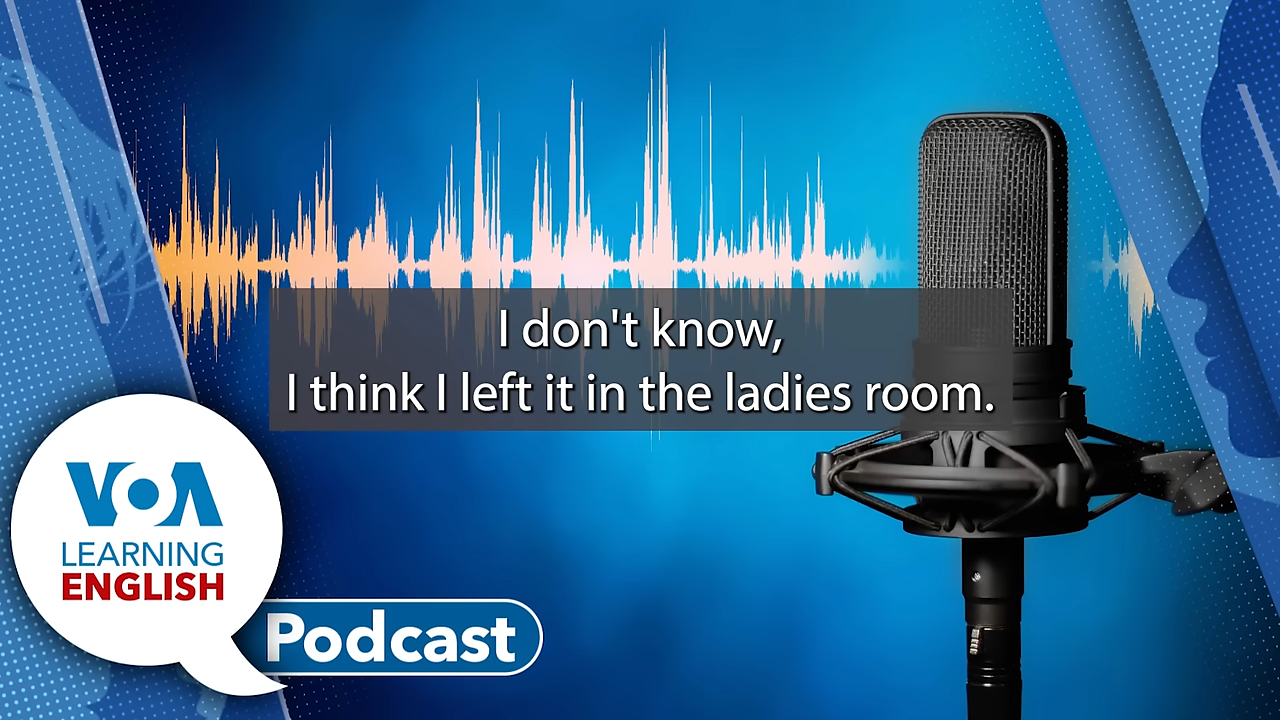 I don't know,
I think I left it in the ladies room.
VOA
LEARNING
ENGLISH
Podcast